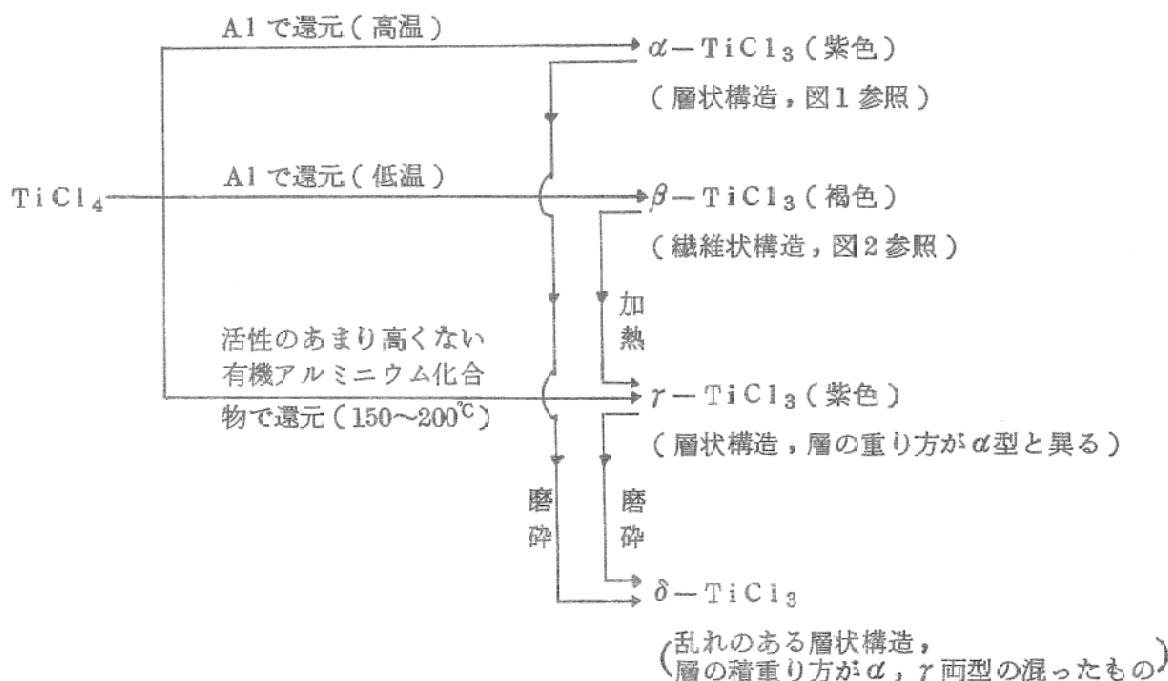 Alで還元(高温)
α-TiCl₃(紫色)
(層状構造,図1参照)
TiCl₄
Alで還元(低温)
β-TiCl₃(褐色)
(繊維状構造,図2参照)
加熱
活性のあまり高くない
有機アルミニウム化合
物で還元(150~200℃)
γ-TiCl₃(紫色)
(層状構造,層の重り方がα型と異る)
磨砕
磨砕
δ-TiCl₃
(乱れのある層状構造,
層の積重り方がα,γ両型の混ったもの)